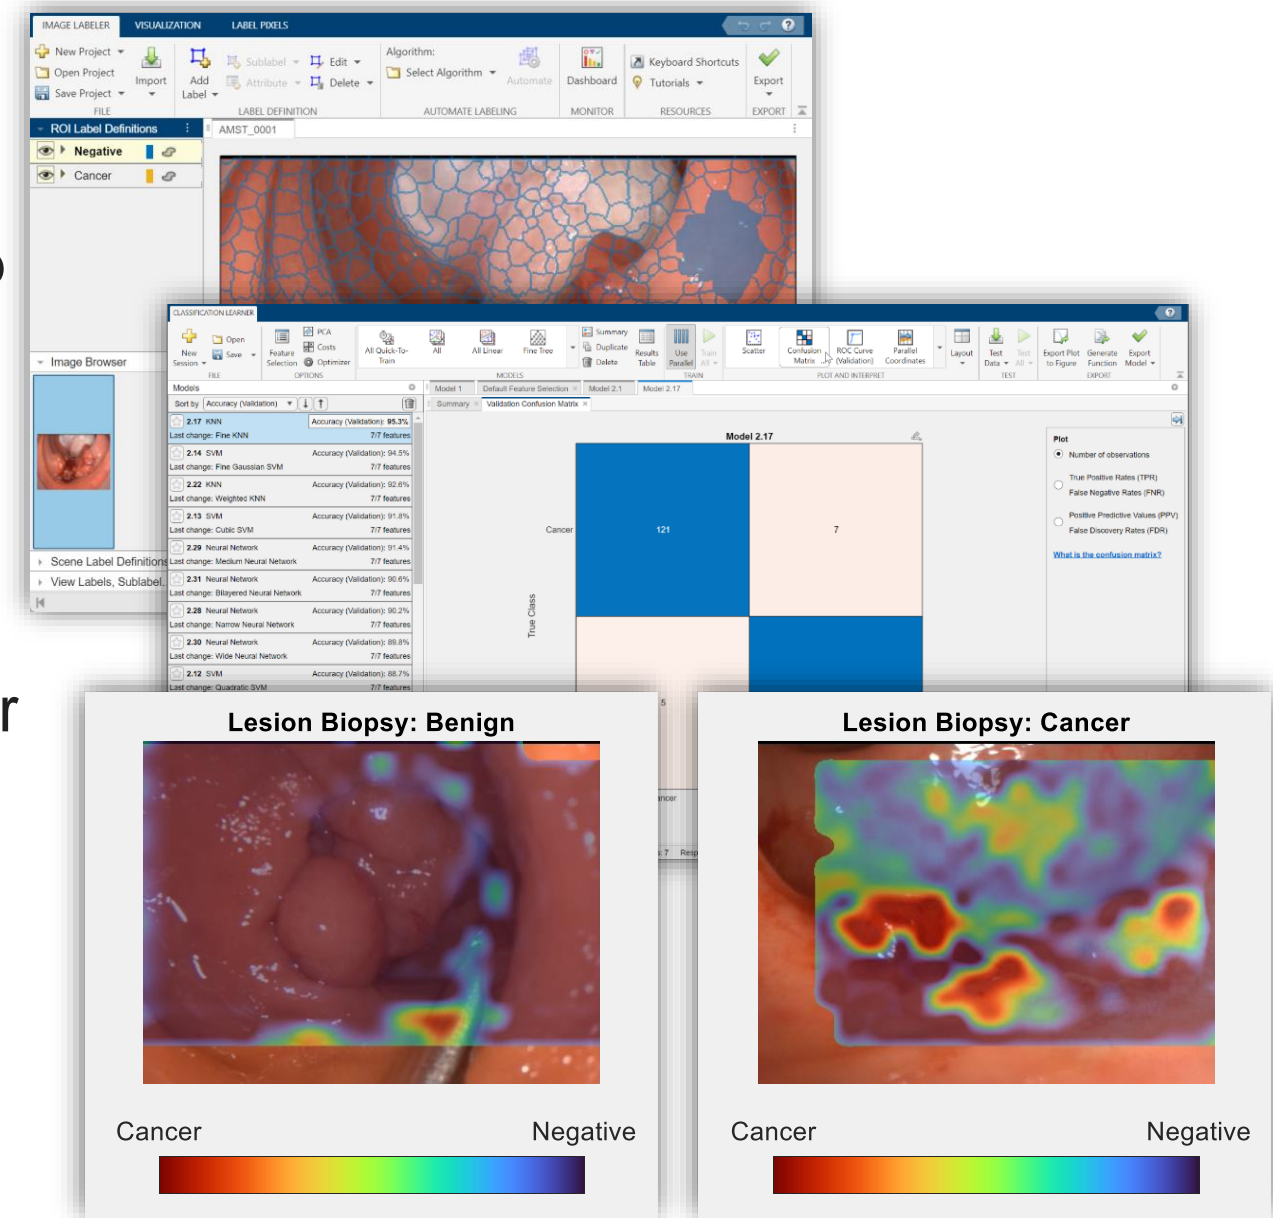 IMAGE LABELER VISUALIZATION LABEL PIXELS
New Project
Open Project
Save Project
Import
FILE
Add Label
Sublabel
Attribute
Edit
Delete
LABEL DEFINITION
Algorithm:
Select Algorithm
Automate
AUTOMATE LABELING
Dashboard
MONITOR
Keyboard Shortcuts
Tutorials
RESOURCES
Export
EXPORT
ROI Label Definitions
AMST_0001
Negative
Cancer
Image Browser
Scene Label Definitions
View Labels, Sublabel,
r
CLASSIFICATION LEARNER
New Session
Open
Save
FILE
Feature Selection
PCA
Costs
Optimizer
OPTIONS
All Quick-To-Train
All
All Linear
Fine Tree
MODELS
Summary
Duplicate
Delete
Results Table
Use Parallel
Train All
TRAIN
Scatter
Confusion Matrix
ROC Curve (Validation)
Parallel Coordinates
PLOT AND INTERPRET
Layout
Test Data
Test All
TEST
Export Plot to Figure
Generate Function
Export Model
EXPORT
Models
Sort by Accuracy (Validation)
2.17 KNN Accuracy (Validation): 95.3%
Last change: Fine KNN 7/7 features
2.14 SVM Accuracy (Validation): 94.5%
Last change: Fine Gaussian SVM 7/7 features
2.22 KNN Accuracy (Validation): 92.6%
Last change: Weighted KNN 7/7 features
2.13 SVM Accuracy (Validation): 91.8%
Last change: Cubic SVM 7/7 features
2.29 Neural Network Accuracy (Validation): 91.4%
Last change: Medium Neural Network 7/7 features
2.31 Neural Network Accuracy (Validation): 90.6%
Last change: Bilayered Neural Network 7/7 features
2.28 Neural Network Accuracy (Validation): 90.2%
Last change: Narrow Neural Network 7/7 features
2.30 Neural Network Accuracy (Validation): 89.8%
Last change: Wide Neural Network 7/7 features
2.12 SVM Accuracy (Validation): 88.7%
Last change: Quadratic SVM 7/7 features
Model 1 Default Feature Selection Model 2.1 Model 2.17
Summary Validation Confusion Matrix
Model 2.17
Cancer
121
7
True Class
5
Plot
Number of observations
True Positive Rates (TPR)
False Negative Rates (FNR)
Positive Predictive Values (PPV)
False Discovery Rates (FDR)
What is the confusion matrix?
ancer
s: 7 Resp
Lesion Biopsy: Benign
Cancer Negative
Lesion Biopsy: Cancer
Cancer Negative